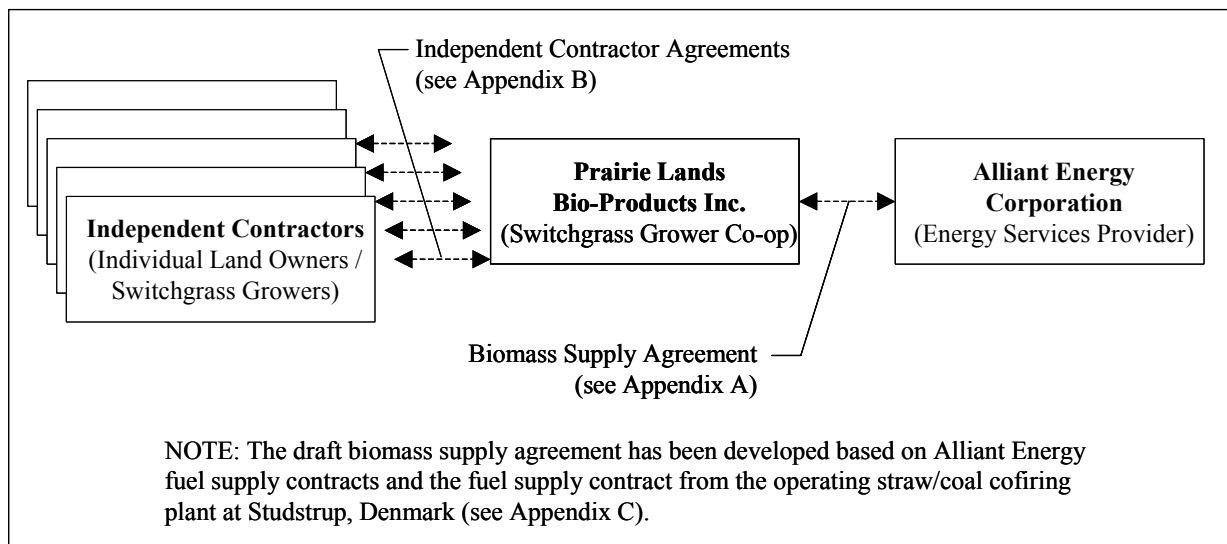 Independent Contractor Agreements
(see Appendix B)
Independent Contractors
(Individual Land Owners /
Switchgrass Growers)
Prairie Lands
Bio-Products Inc.
(Switchgrass Grower Co-op)
Alliant Energy
Corporation
(Energy Services Provider)
Biomass Supply Agreement
(see Appendix A)
NOTE: The draft biomass supply agreement has been developed based on Alliant Energy
fuel supply contracts and the fuel supply contract from the operating straw/coal cofiring
plant at Studstrup, Denmark (see Appendix C).